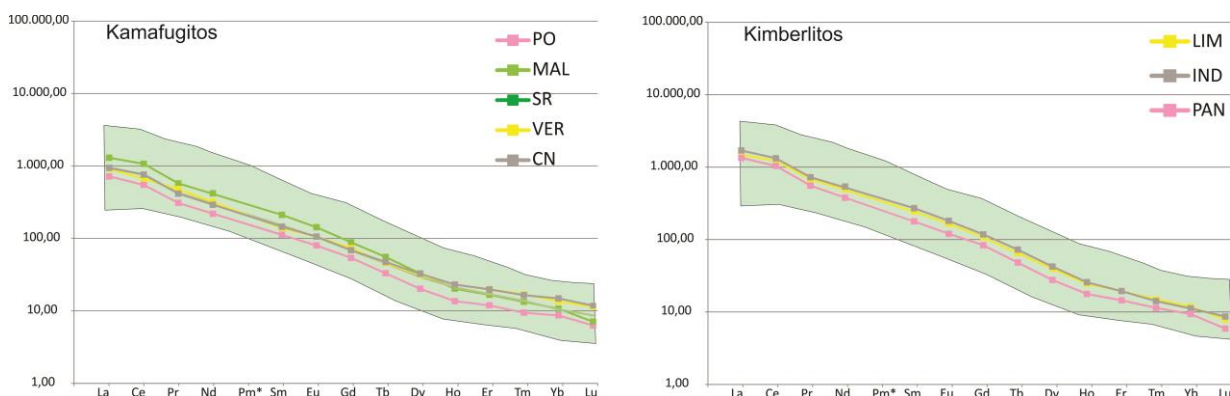 Kamafugitos
100.000,00
10.000,00
1.000,00
100,00
10,00
1,00
PO
MAL
SR
VER
CN
La Ce Pr Nd Pm* Sm Eu Gd Tb Dy Ho Er Tm Yb Lu
Kimberlitos
100.000,00
10.000,00
1.000,00
100,00
10,00
1,00
LIM
IND
PAN
La Ce Pr Nd Pm* Sm Eu Gd Tb Dy Ho Er Tm Yb Lu